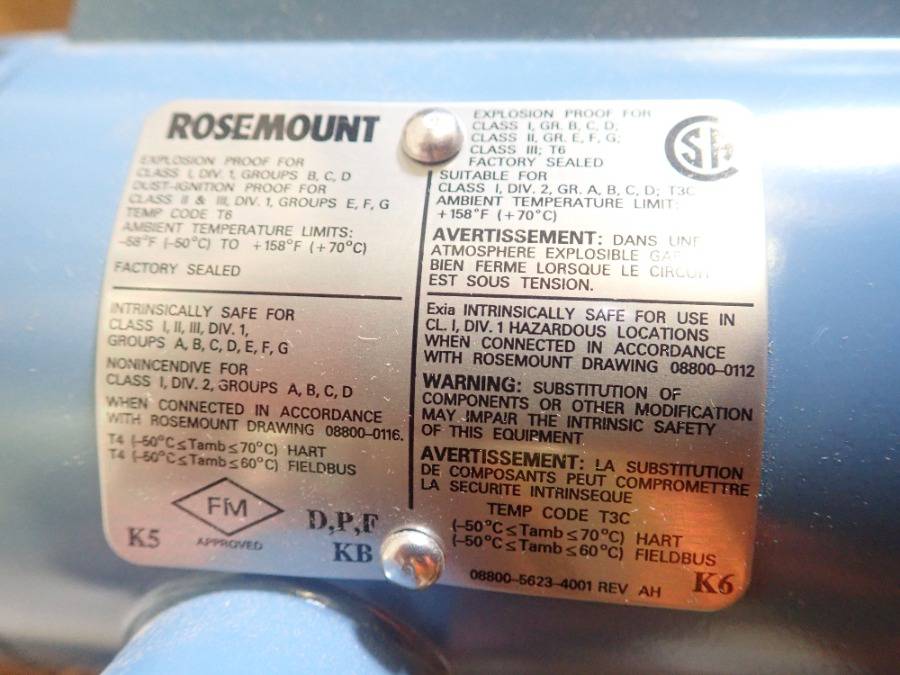 ROSEMOUNT
EXPLOSION PROOF FOR
CLASS I, DIV. 1, GROUPS B, C, D
DUST-IGNITION PROOF FOR
CLASS II & III, DIV. 1, GROUPS E, F, G
TEMP CODE T6
AMBIENT TEMPERATURE LIMITS:
-58°F (-50°C) TO +158°F (+70°C)
FACTORY SEALED
INTRINSICALLY SAFE FOR
CLASS I, II, III, DIV. 1,
GROUPS A, B, C, D, E, F, G
NONINCENDIVE FOR
CLASS I, DIV. 2, GROUPS A, B, C, D
WHEN CONNECTED IN ACCORDANCE
WITH ROSEMOUNT DRAWING 08800-0116.
T4 (-50°C≤Tamb≤70°C) HART
T4 (-50°C≤Tamb≤60°C) FIELDBUS
FM
APPROVED
K5
D,P,F
KB
EXPLOSION PROOF FOR
CLASS I, GR. B, C, D;
CLASS II, GR. E, F, G;
CLASS III; T6
FACTORY SEALED
SA
SUITABLE FOR
CLASS I, DIV. 2, GR. A, B, C, D; T3C
AMBIENT TEMPERATURE LIMIT:
+158°F (+70°C)
AVERTISSEMENT: DANS UNE
ATMOSPHERE EXPLOSIBLE
BIEN FERME LORSQUE LE CIRCUIT
EST SOUS TENSION.
Exia INTRINSICALLY SAFE FOR USE IN
CL. I, DIV. 1 HAZARDOUS LOCATIONS
WHEN CONNECTED IN ACCORDANCE
WITH ROSEMOUNT DRAWING 08800-0112
WARNING: SUBSTITUTION OF
COMPONENTS OR OTHER MODIFICATION
MAY IMPAIR THE INTRINSIC SAFETY
OF THIS EQUIPMENT
AVERTISSEMENT: LA SUBSTITUTION
DE COMPOSANTS PEUT COMPROMETTRE
LA SECURITE INTRINSEQUE
TEMP CODE T3C
(-50°C≤Tamb≤70°C) HART
(-50°C≤Tamb≤60°C) FIELDBUS
08800-5623-4001 REV AH
K6